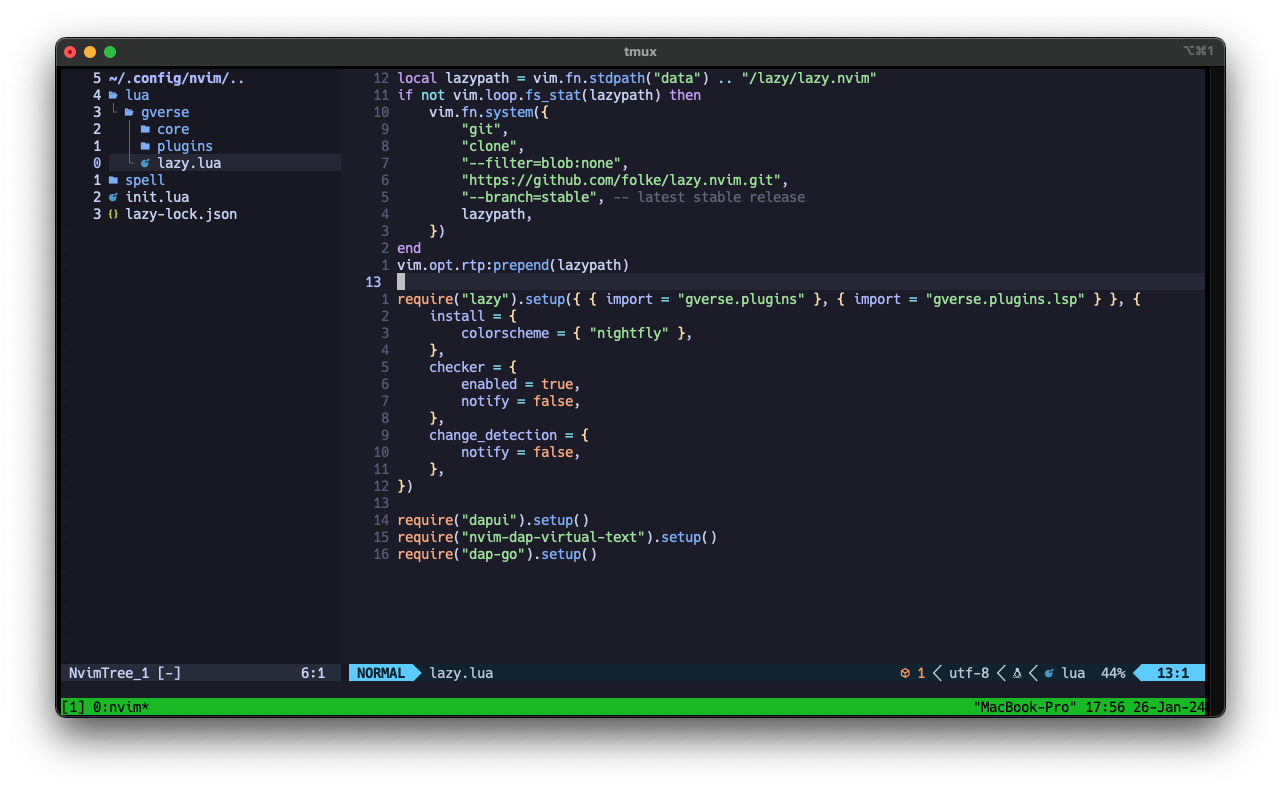 tmux
⌥⌘1
5 ~/.config/nvim/..
4 lua
3 gverse
2 core
1 plugins
0 lazy.lua
1 spell
2 init.lua
3 {} lazy-lock.json
12 local lazypath = vim.fn.stdpath("data") .. "/lazy/lazy.nvim"
11 if not vim.loop.fs_stat(lazypath) then
10 vim.fn.system({
9 "git",
8 "clone",
7 "--filter=blob:none",
6 "https://github.com/folke/lazy.nvim.git",
5 "--branch=stable", -- latest stable release
4 lazypath,
3 })
2 end
1 vim.opt.rtp:prepend(lazypath)
13
1 require("lazy").setup({ { import = "gverse.plugins" }, { import = "gverse.plugins.lsp" } }, {
2 install = {
3 colorscheme = { "nightfly" },
4 },
5 checker = {
6 enabled = true,
7 notify = false,
8 },
9 change_detection = {
10 notify = false,
11 },
12 })
13
14 require("dapui").setup()
15 require("nvim-dap-virtual-text").setup()
16 require("dap-go").setup()
NvimTree_1 [-] 6:1
NORMAL lazy.lua 1 utf-8 lua 44% 13:1
[1] 0:nvim* "MacBook-Pro" 17:56 26-Jan-24